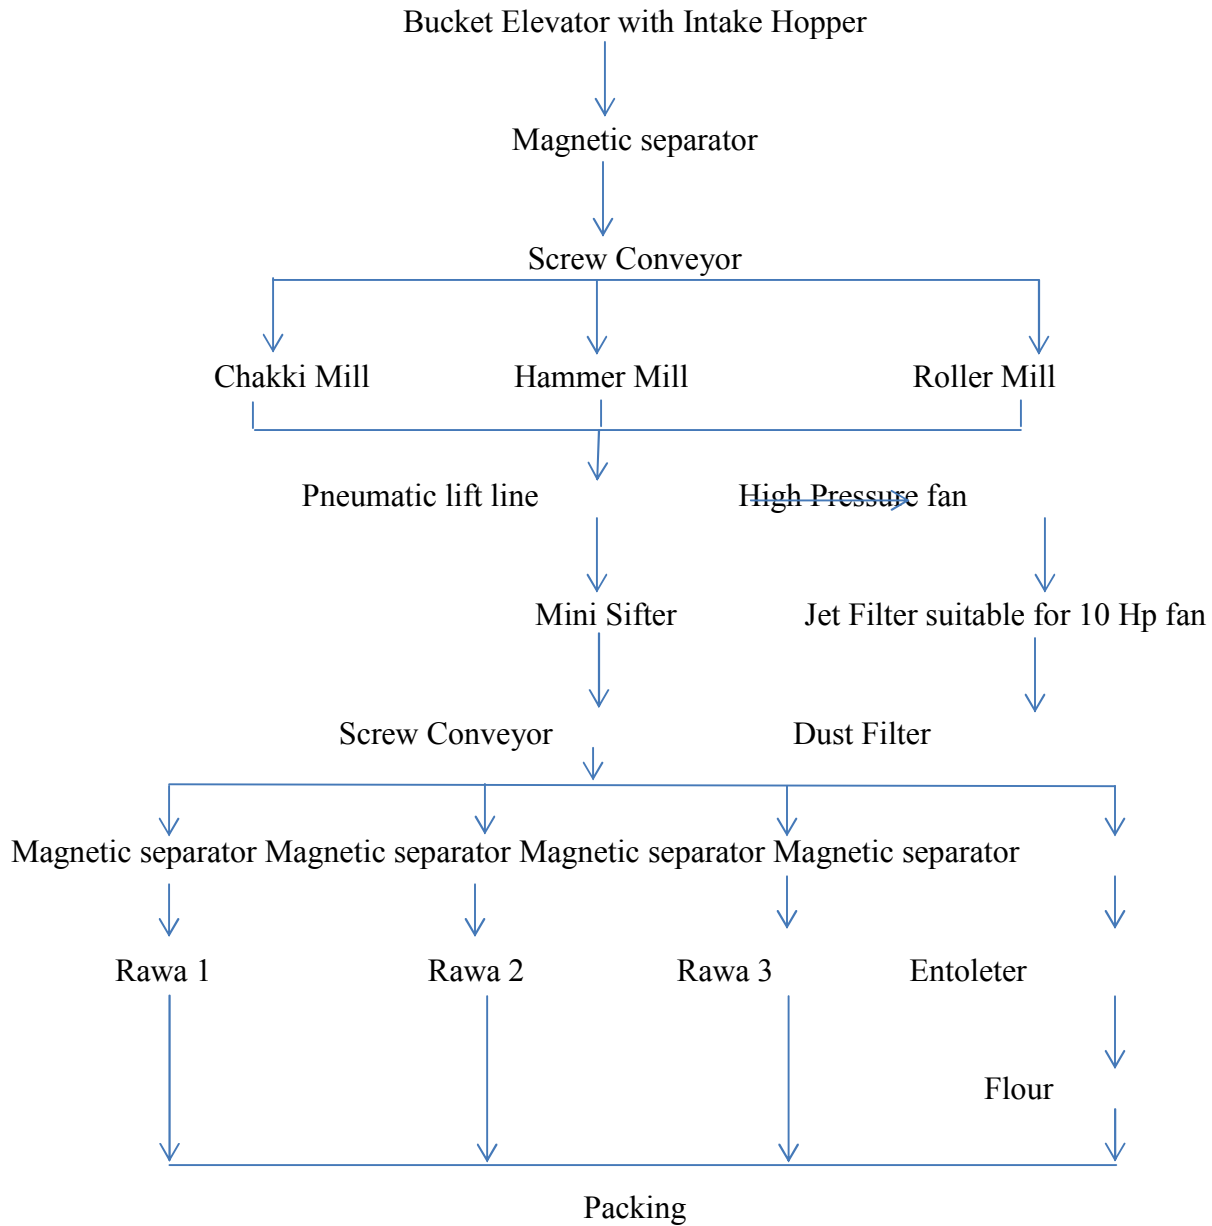 Bucket Elevator with Intake Hopper
Magnetic separator
Screw Conveyor
Chakki Mill Hammer Mill Roller Mill
Pneumatic lift line High Pressure fan
Mini Sifter Jet Filter suitable for 10 Hp fan
Screw Conveyor Dust Filter
Magnetic separator Magnetic separator Magnetic separator Magnetic separator
Rawa 1 Rawa 2 Rawa 3 Entoleter
Flour
Packing